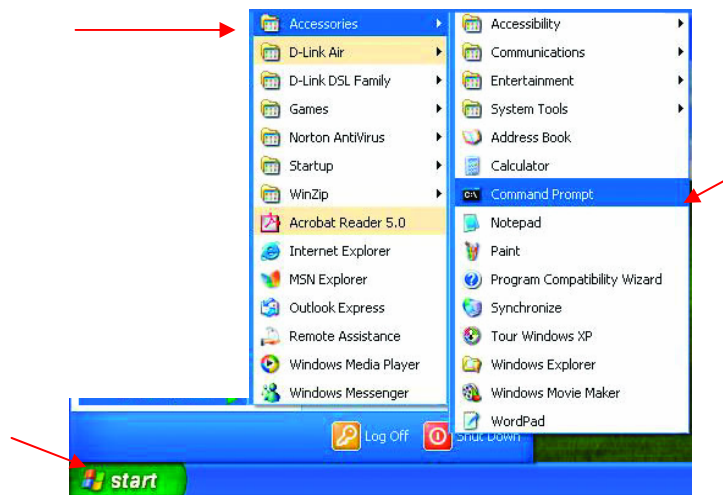 Accessories
D-Link Air
D-Link DSL Family
Games
Norton AntiVirus
Startup
WinZip
Acrobat Reader 5.0
Internet Explorer
MSN Explorer
Outlook Express
Remote Assistance
Windows Media Player
Windows Messenger
Accessibility
Communications
Entertainment
System Tools
Address Book
Calculator
C:\ Command Prompt
Notepad
Paint
Program Compatibility Wizard
Synchronize
Tour Windows XP
Windows Explorer
Windows Movie Maker
WordPad
Log Off
Shut Down
start